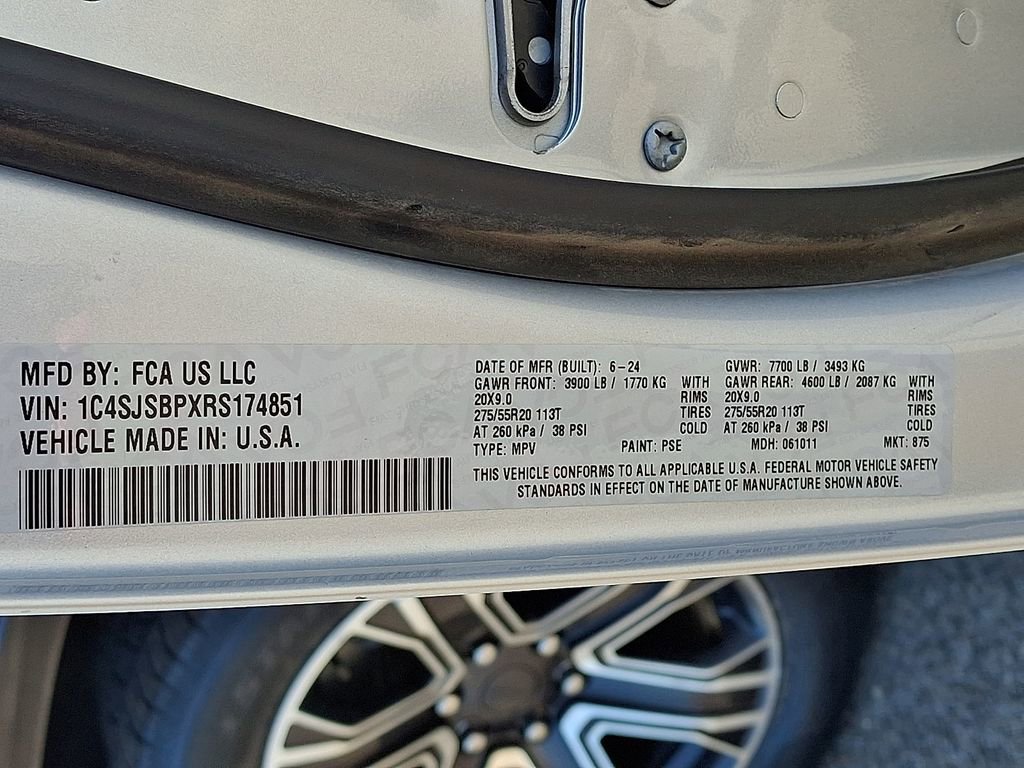 MFD BY: FCA US LLC
VIN: 1C4SJSBPXRS174851
VEHICLE MADE IN: U.S.A.
DATE OF MFR (BUILT): 6-24
GAWR FRONT: 3900 LB / 1770 KG WITH
20X9.0 RIMS
275/55R20 113T TIRES
AT 260 kPa / 38 PSI COLD
GVWR: 7700 LB / 3493 KG
GAWR REAR: 4600 LB / 2087 KG WITH
20X9.0 RIMS
275/55R20 113T TIRES
AT 260 kPa / 38 PSI COLD
TYPE: MPV PAINT: PSE MDH: 061011 MKT: 875
THIS VEHICLE CONFORMS TO ALL APPLICABLE U.S.A. FEDERAL MOTOR VEHICLE SAFETY
STANDARDS IN EFFECT ON THE DATE OF MANUFACTURE SHOWN ABOVE.